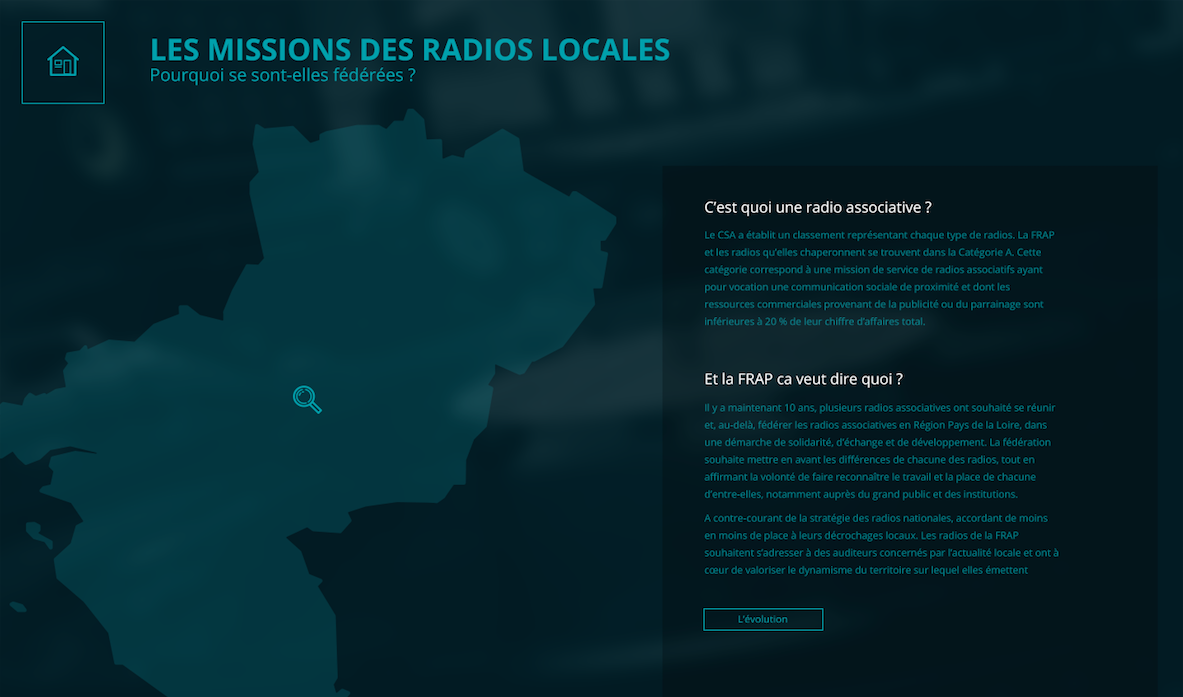 LES MISSIONS DES RADIOS LOCALES
Pourquoi se sont-elles fédérées ?
C'est quoi une radio associative ?
Le CSA a établit un classement représentant chaque type de radios. La FRAP
et les radios qu'elles chaperonnent se trouvent dans la Catégorie A. Cette
catégorie correspond à une mission de service de radios associatifs ayant
pour vocation une communication sociale de proximité et dont les
ressources commerciales provenant de la publicité ou du parrainage sont
inférieures à 20 % de leur chiffre d'affaires total.
Et la FRAP ca veut dire quoi ?
Il y a maintenant 10 ans, plusieurs radios associatives ont souhaité se réunir
et, au-delà, fédérer les radios associatives en Région Pays de la Loire, dans
une démarche de solidarité, d'échange et de développement. La fédération
souhaite mettre en avant les différences de chacune des radios, tout en
affirmant la volonté de faire reconnaître le travail et la place de chacune
d'entre-elles, notamment auprès du grand public et des institutions.
A contre-courant de la stratégie des radios nationales, accordant de moins
en moins de place à leurs décrochages locaux. Les radios de la FRAP
souhaitent s'adresser à des auditeurs concernés par l'actualité locale et ont à
cœur de valoriser le dynamisme du territoire sur lequel elles émettent
L'évolution